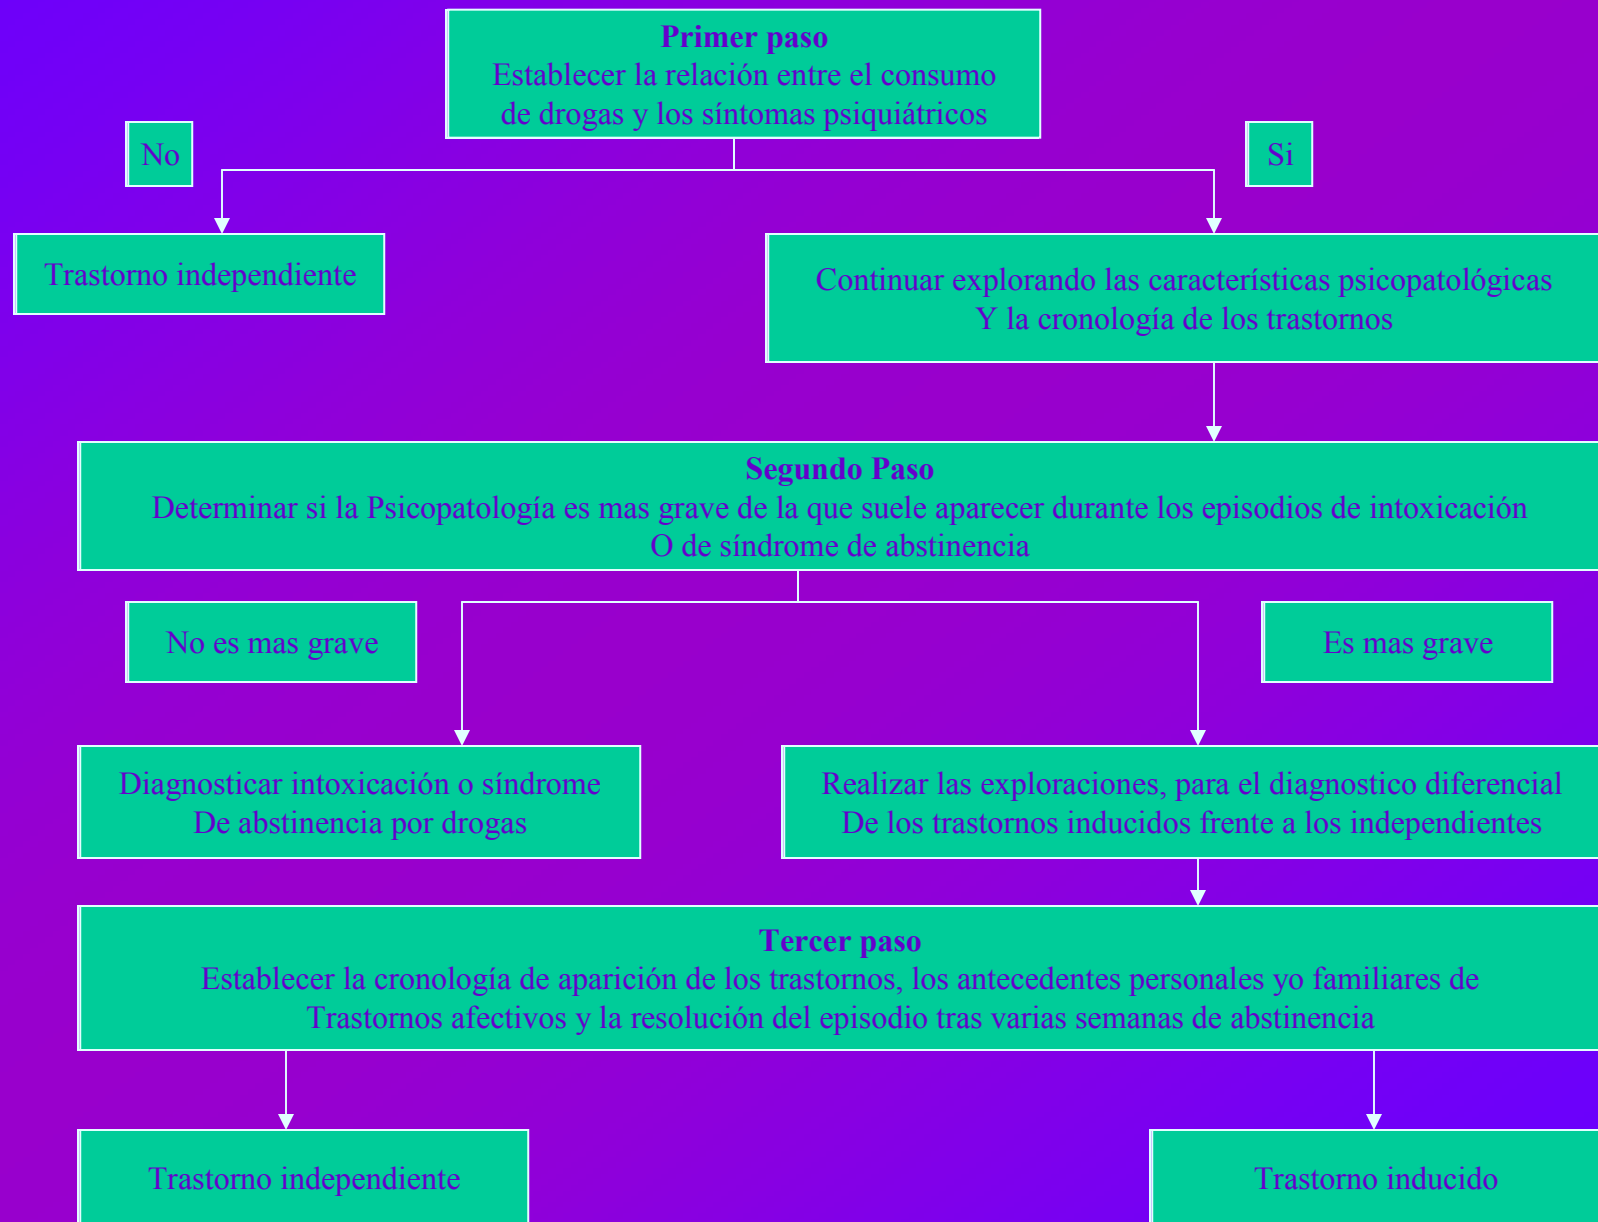 Primer paso
Establecer la relación entre el consumo
de drogas y los síntomas psiquiátricos
No
Si
Trastorno independiente
Continuar explorando las características psicopatológicas
Y la cronología de los trastornos
Segundo Paso
Determinar si la Psicopatología es mas grave de la que suele aparecer durante los episodios de intoxicación
O de síndrome de abstinencia
No es mas grave
Es mas grave
Diagnosticar intoxicación o síndrome
De abstinencia por drogas
Realizar las exploraciones, para el diagnostico diferencial
De los trastornos inducidos frente a los independientes
Tercer paso
Establecer la cronología de aparición de los trastornos, los antecedentes personales yo familiares de
Trastornos afectivos y la resolución del episodio tras varias semanas de abstinencia
Trastorno independiente
Trastorno inducido